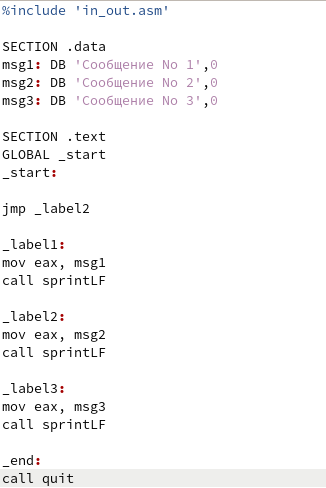 %include 'in_out.asm'
SECTION .data
msg1: DB 'Сообщение No 1',0
msg2: DB 'Сообщение No 2',0
msg3: DB 'Сообщение No 3',0
SECTION .text
GLOBAL _start
_start:
jmp _label2
_label1:
mov eax, msg1
call sprintLF
_label2:
mov eax, msg2
call sprintLF
_label3:
mov eax, msg3
call sprintLF
_end:
call quit